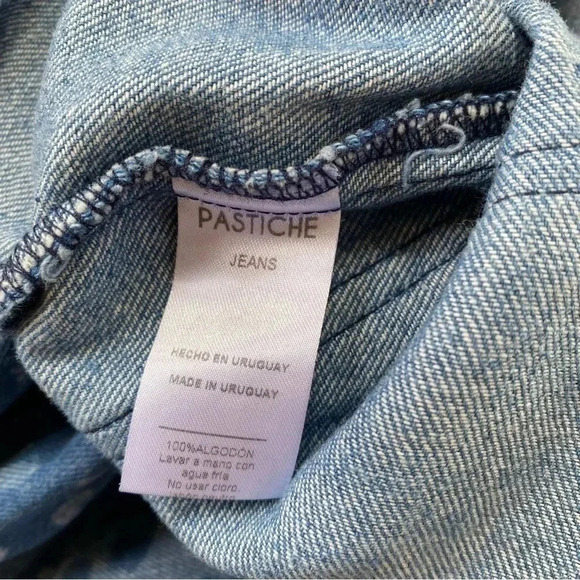 PASTICHE
JEANS
HECHO EN URUGUAY
MADE IN URUGUAY
100%ALGODÓN
Lavar a mano con
agua fría
No usar cloro.